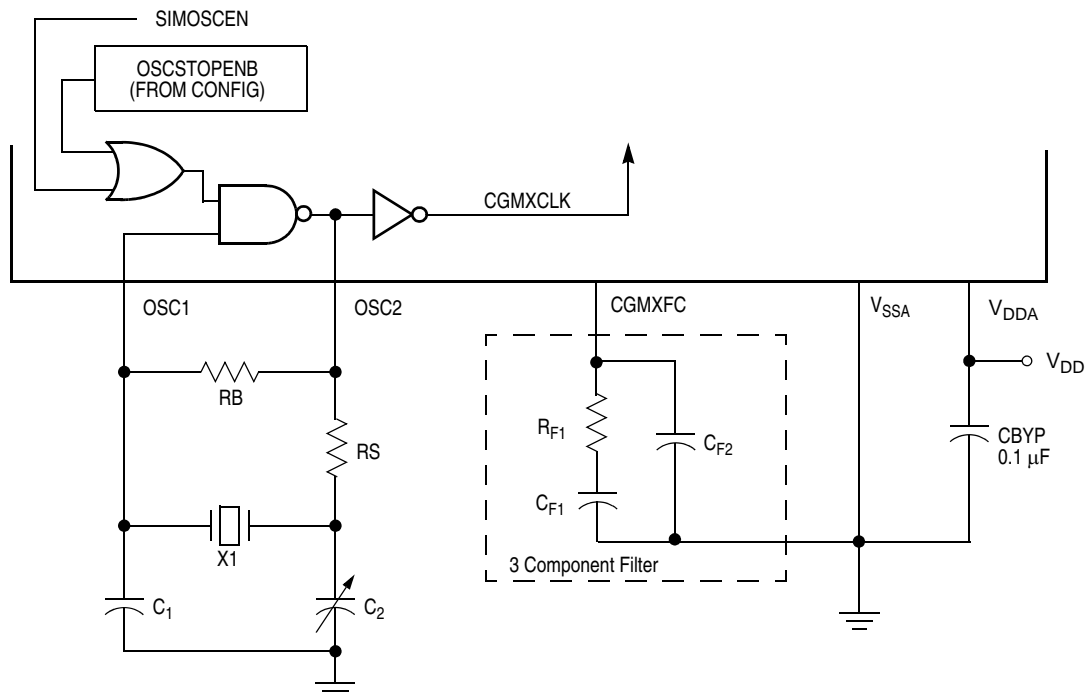 SIMOSCEN
OSCSTOPENB
(FROM CONFIG)
CGMXCLK
OSC1
OSC2
CGMXFC
VSSA
VDDA
VDD
RB
RS
RF1
CF2
CF1
CBYP
0.1 µF
X1
3 Component Filter
C1
C2